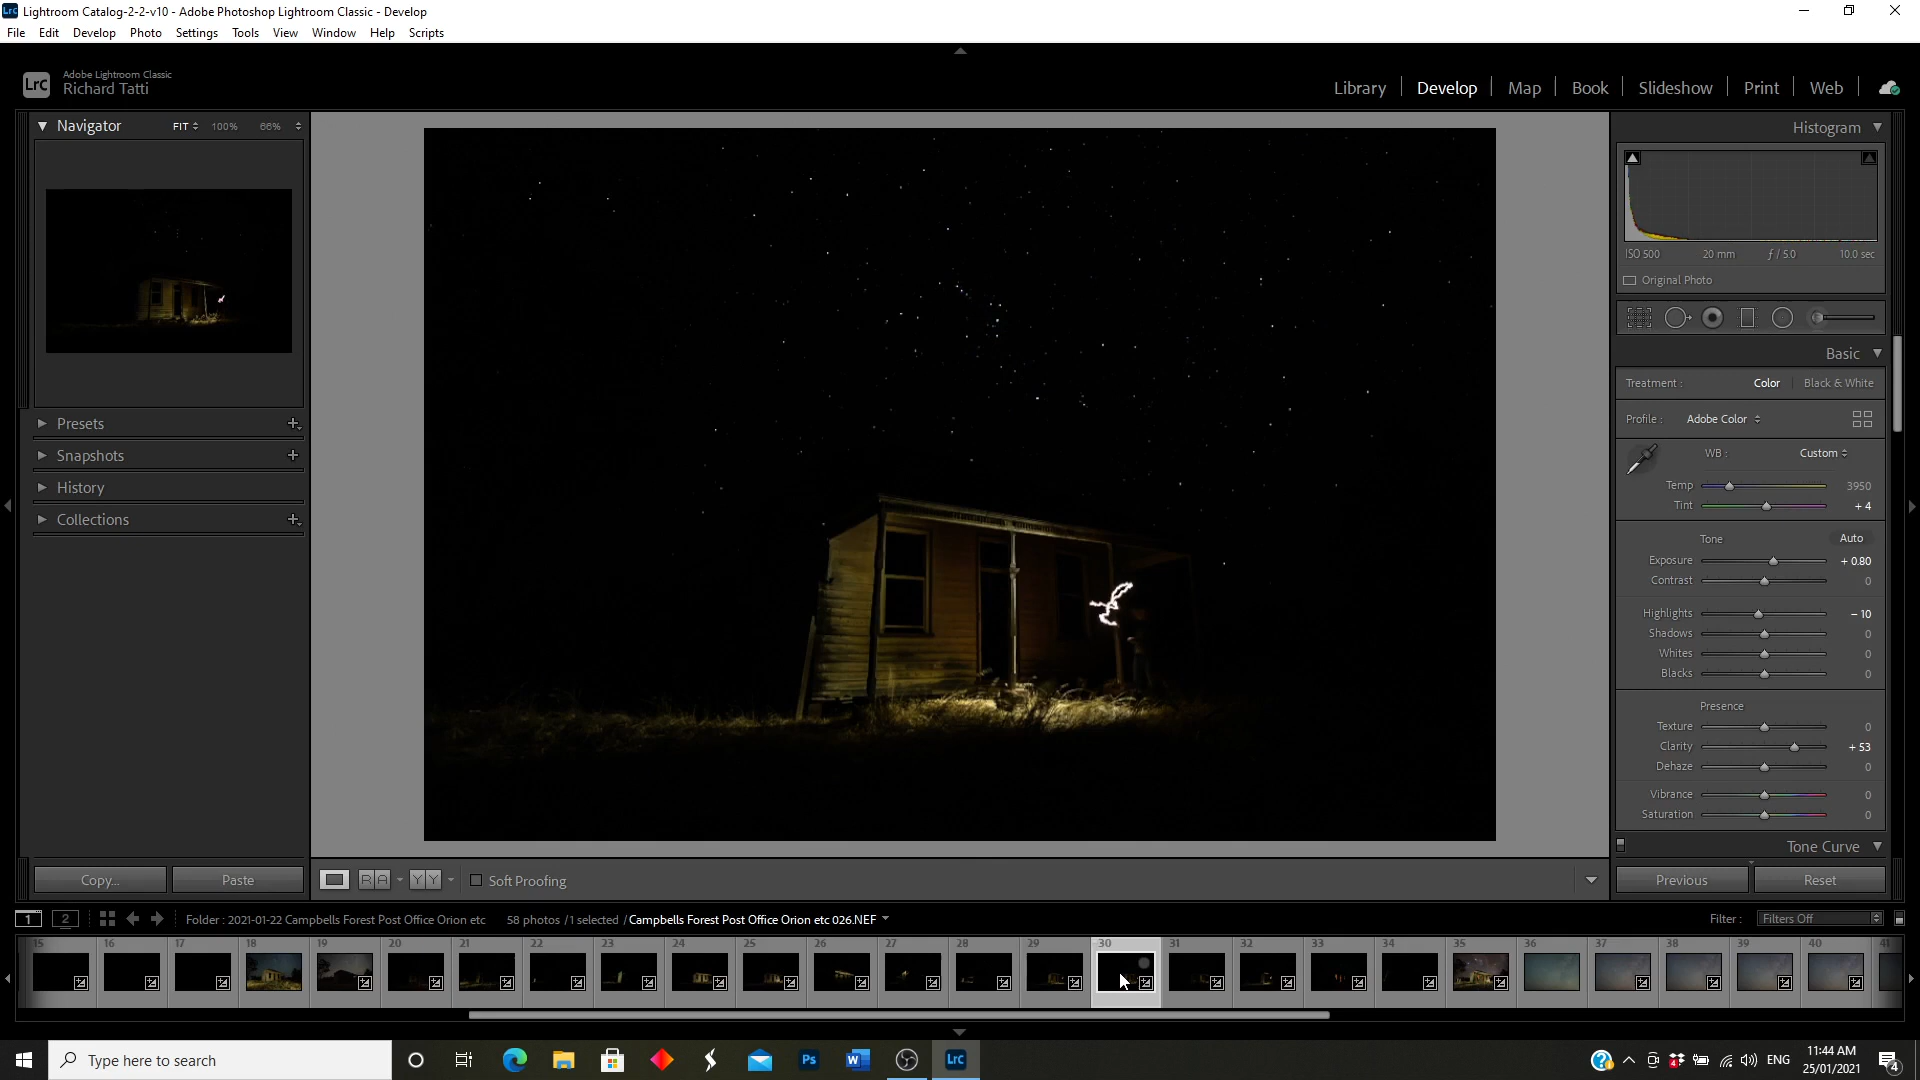 Lightroom Catalog-2-2-v10 - Adobe Photoshop Lightroom Classic - Develop
File Edit Develop Photo Settings Tools View Window Help Scripts
LrC
Adobe Lightroom Classic
Richard Tatti
Library Develop Map Book Slideshow Print Web
Navigator FIT 100% 66%
Presets
Snapshots
History
Collections
Copy... Paste
Soft Proofing
Histogram
ISO 500 20 mm ƒ / 5.0 10.0 sec
Original Photo
Basic
Treatment : Color Black & White
Profile : Adobe Color
WB : Custom
Temp 3950
Tint + 4
Tone Auto
Exposure + 0.80
Contrast 0
Highlights – 10
Shadows 0
Whites 0
Blacks 0
Presence
Texture 0
Clarity + 53
Dehaze 0
Vibrance 0
Saturation 0
Tone Curve
Previous Reset
1 2 Folder : 2021-01-22 Campbells Forest Post Office Orion etc 58 photos / 1 selected / Campbells Forest Post Office Orion etc 026.NEF Filter : Filters Off
15 16 17 18 19 20 21 22 23 24 25 26 27 28 29 30 31 32 33 34 35 36 37 38 39 40 41
Type here to search
Ps
W
LrC
ENG
11:44 AM
25/01/2021
4